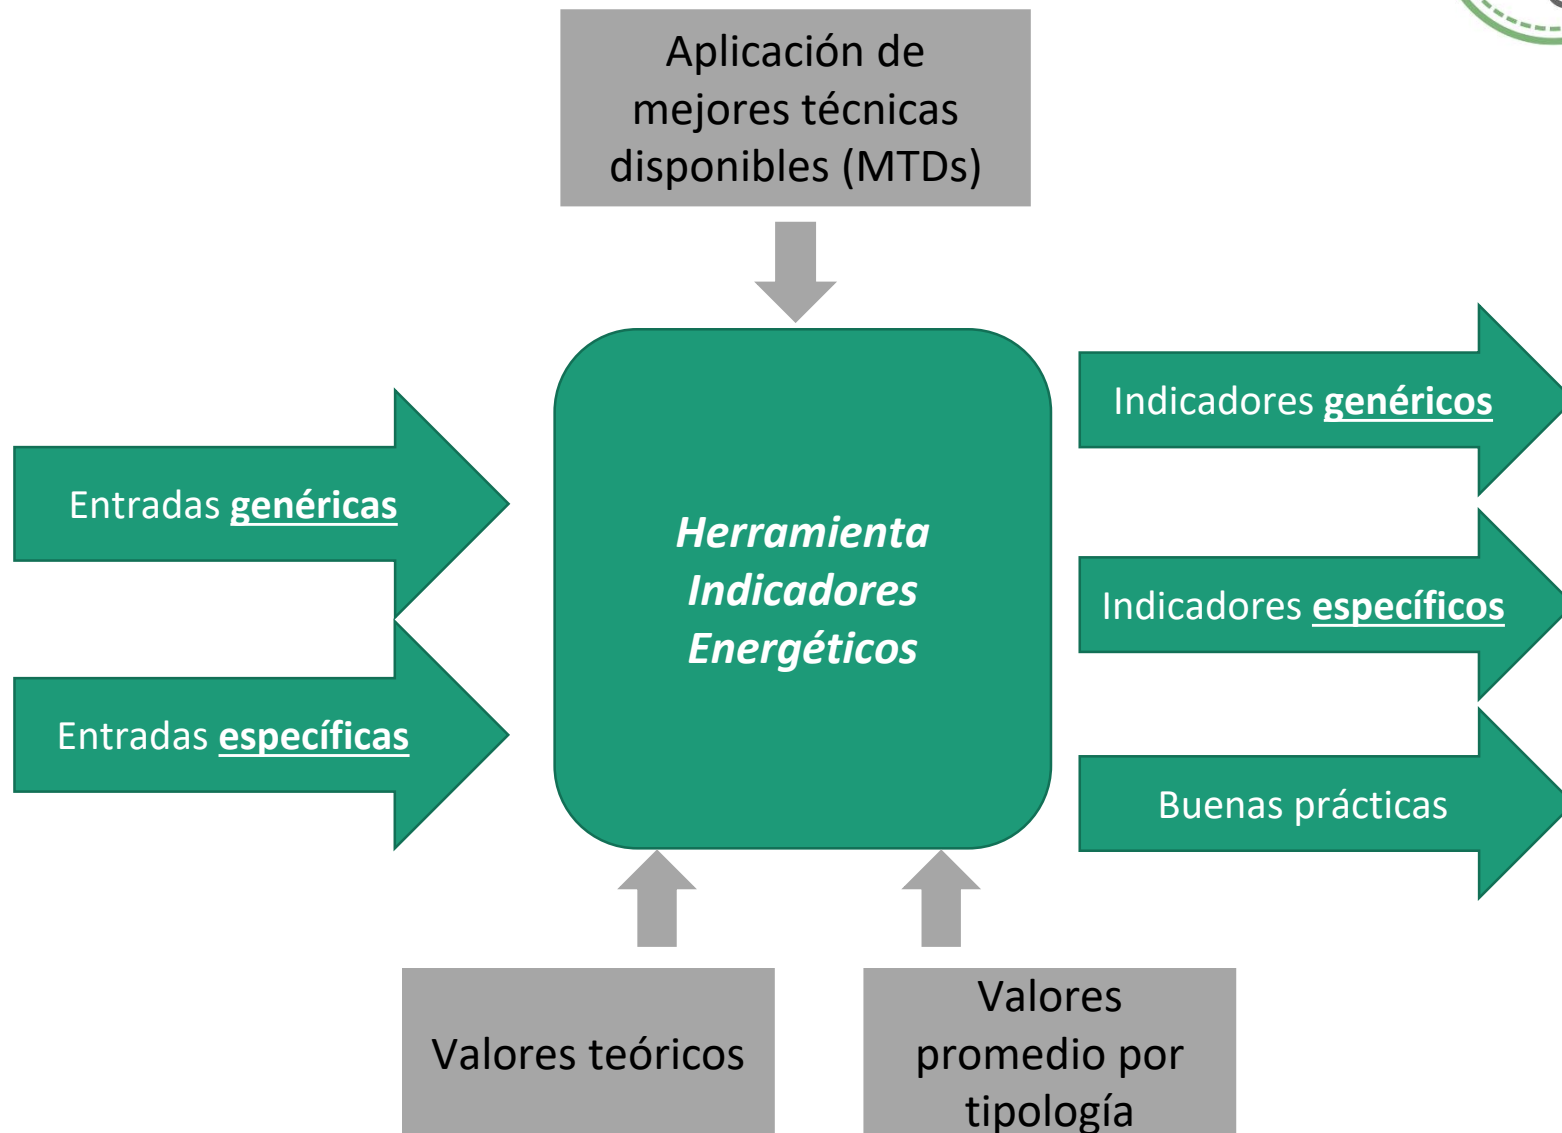 Aplicación de
mejores técnicas
disponibles (MTDs)
Entradas genéricas
Entradas específicas
Herramienta
Indicadores
Energéticos
Indicadores genéricos
Indicadores específicos
Buenas prácticas
Valores teóricos
Valores
promedio por
tipología